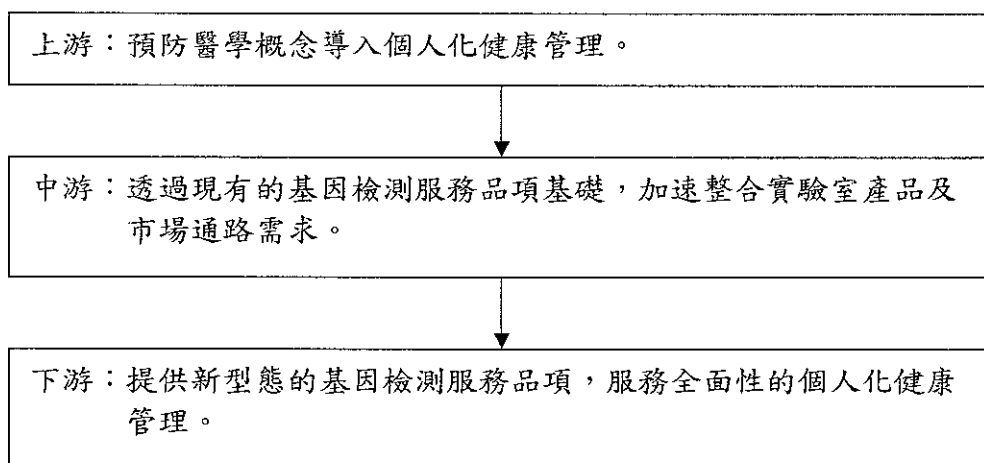 上游：預防醫學概念導入個人化健康管理。
中游：透過現有的基因檢測服務品項基礎，加速整合實驗室產品及
市場通路需求。
下游：提供新型態的基因檢測服務品項，服務全面性的個人化健康
管理。